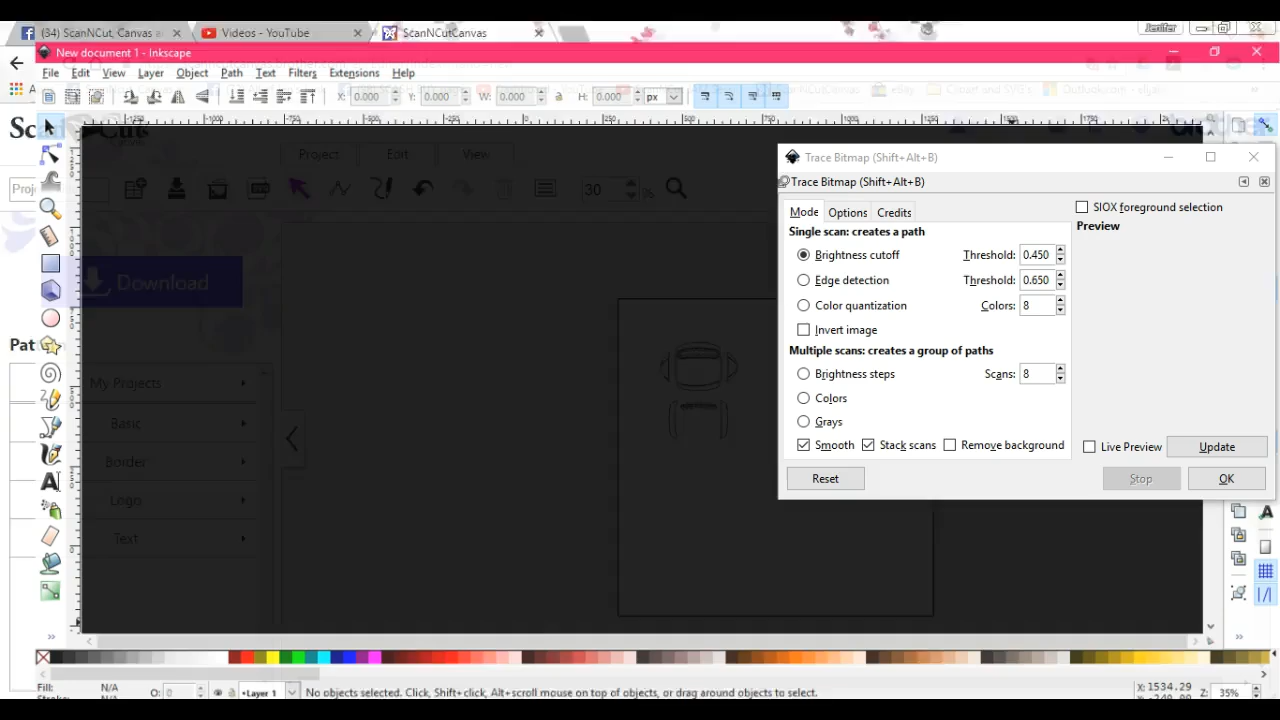 (34) ScanNCut, Canvas a
Videos - YouTube
ScanNCutCanvas
Jenifer
New document 1 - Inkscape
File Edit View Layer Object Path Text Filters Extensions Help
X: 0.000 Y: 0.000 W: 0.000 H: 0.000 px
Project Edit View
30
Download
My Projects
Basic
Border
Logo
Text
Trace Bitmap (Shift+Alt+B)
Trace Bitmap (Shift+Alt+B)
Mode Options Credits
SIOX foreground selection
Single scan: creates a path
Preview
Brightness cutoff Threshold: 0.450
Edge detection Threshold: 0.650
Color quantization Colors: 8
Invert image
Multiple scans: creates a group of paths
Brightness steps Scans: 8
Colors
Grays
Smooth Stack scans Remove background
Live Preview Update
Reset Stop OK
Fill: N/A O: 0 Layer 1 No objects selected. Click, Shift+click, Alt+scroll mouse on top of objects, or drag around objects to select.
X: 1534.29
Z: 35%